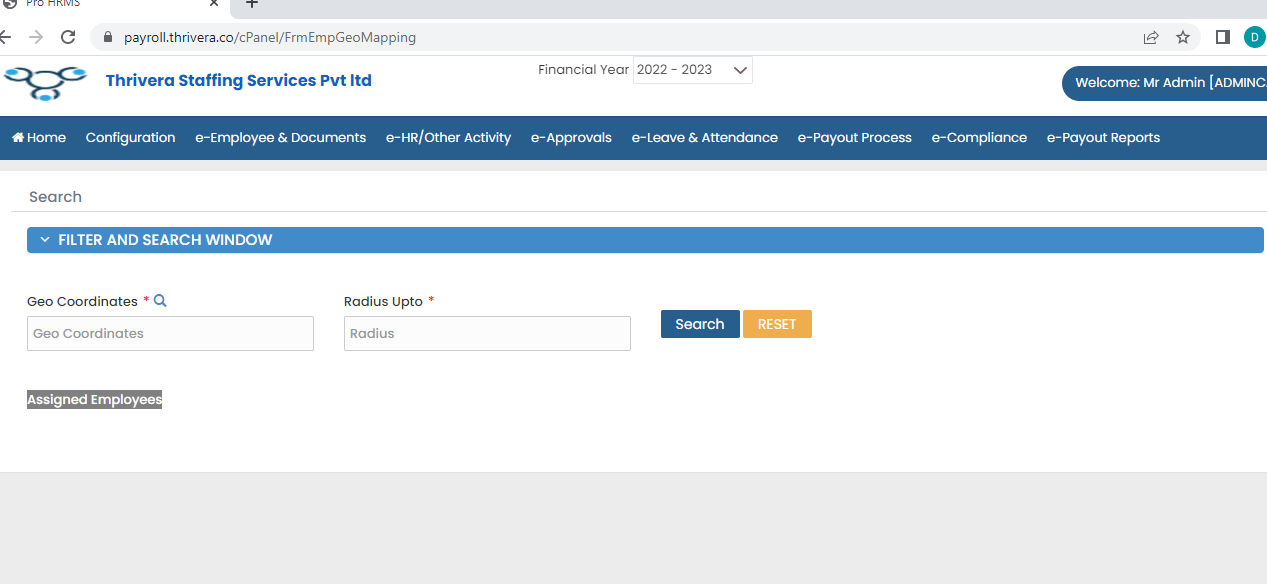 Pro HRMS
payroll.thrivera.co/cPanel/FrmEmpGeoMapping
D
Thrivera Staffing Services Pvt ltd
Financial Year 2022 - 2023
Welcome: Mr Admin [ADMINC
Home Configuration e-Employee & Documents e-HR/Other Activity e-Approvals e-Leave & Attendance e-Payout Process e-Compliance e-Payout Reports
Search
FILTER AND SEARCH WINDOW
Geo Coordinates * Radius Upto *
Geo Coordinates Radius Search RESET
Assigned Employees